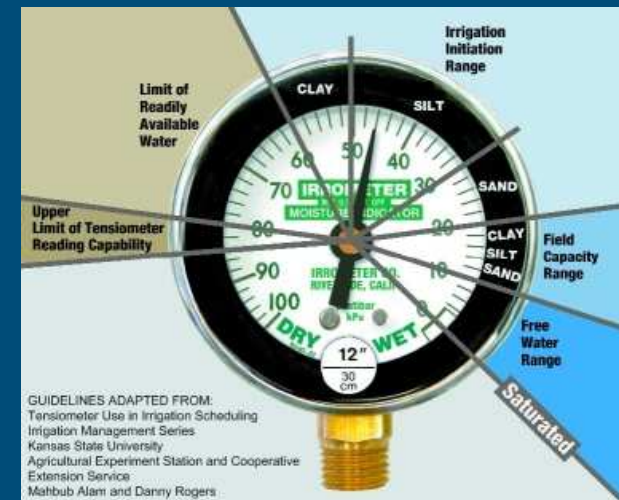 Irrigation
Initiation
Range
Limit of
Readily
Available
Water
CLAY
SILT
SAND
Upper
Limit of Tensiometer
Reading Capability
CLAY
SILT
SAND
Field
Capacity
Range
Free
Water
Range
Saturated
0
10
20
30
40
50
60
70
80
90
100
IRROMETER
MOISTURE INDICATOR
IRROMETER CO.
RIVERSIDE, CALIF.
kPa
DRY
WET
12"
30
cm
GUIDELINES ADAPTED FROM:
Tensiometer Use in Irrigation Scheduling
Irrigation Management Series
Kansas State University
Agricultural Experiment Station and Cooperative
Extension Service
Mahbub Alam and Danny Rogers